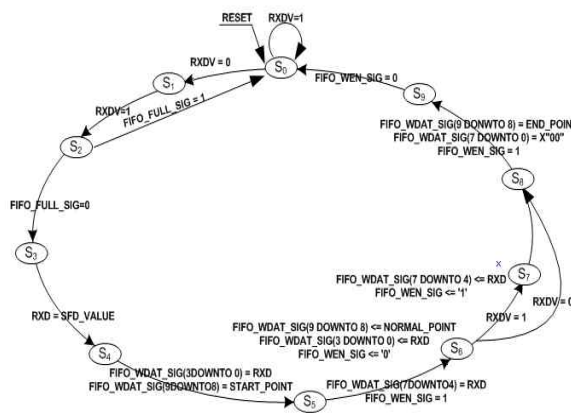 RESET
RXDV=1
S0
RXDV = 0
S1
RXDV=1
FIFO_FULL_SIG = 1
S2
FIFO_FULL_SIG=0
S3
RXD = SFD_VALUE
S4
FIFO_WDAT_SIG(3DOWNTO 0) = RXD
FIFO_WDAT_SIG(9DOWNTO8) = START_POINT
S5
FIFO_WDAT_SIG(7DOWNTO4) = RXD
FIFO_WEN_SIG = 1
S6
FIFO_WDAT_SIG(9 DOWNTO 8) <= NORMAL_POINT
FIFO_WDAT_SIG(3 DOWNTO 0) <= RXD
FIFO_WEN_SIG <= '0'
RXDV = 1
RXDV = 0
S7
x
FIFO_WDAT_SIG(7 DOWNTO 4) <= RXD
FIFO_WEN_SIG <= '1'
S8
FIFO_WDAT_SIG(9 DONWTO 8) = END_POIN
FIFO_WDAT_SIG(7 DOWNTO 0) = X"00"
FIFO_WEN_SIG = 1
S9
FIFO_WEN_SIG = 0